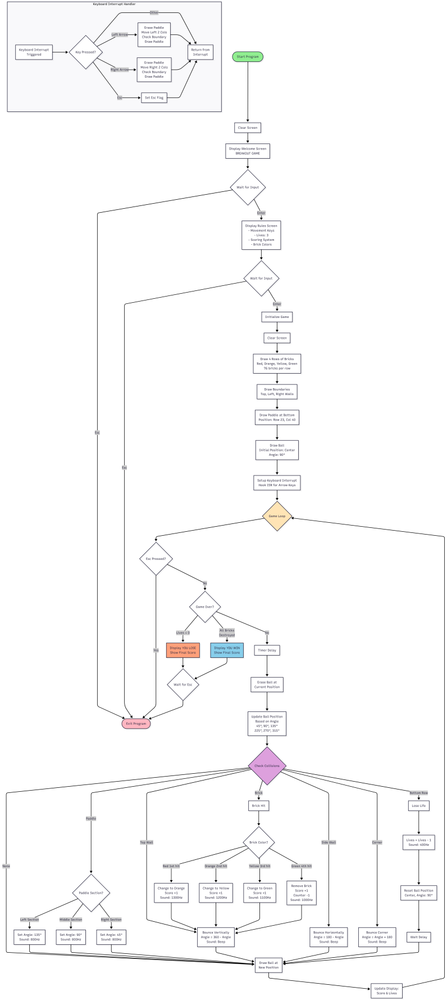 Keyboard Interrupt Handler
Other
Erase Paddle
Move Left 2 Cols
Check Boundary
Draw Paddle
Left Arrow
Keyboard Interrupt
Triggered
Key Pressed?
Return from
Interrupt
Erase Paddle
Move Right 2 Cols
Check Boundary
Draw Paddle
Right Arrow
Esc
Set Esc Flag
Start Program
Clear Screen
Display Welcome Screen
BREAKOUT GAME
Wait for Input
Enter
Display Rules Screen
- Movement Keys
- Lives: 3
- Scoring System
- Brick Colors
Wait for Input
Enter
Initialize Game
Clear Screen
Draw 4 Rows of Bricks
Red, Orange, Yellow, Green
76 bricks per row
Draw Boundaries
Top, Left, Right Walls
Draw Paddle at Bottom
Position: Row 23, Col 40
Esc
Draw Ball
Initial Position: Center
Angle: 90°
Esc
Setup Keyboard Interrupt
Hook ISR for Arrow Keys
Game Loop
Esc Pressed?
No
Game Over?
Lives = 0
All Bricks
Destroyed
No
Yes
Display YOU LOSE
Show Final Score
Display YOU WIN
Show Final Score
Timer Delay
Wait for Esc
Erase Ball at
Current Position
Exit Program
Update Ball Position
Based on Angle
45°, 90°, 135°
225°, 270°, 315°
Check Collisions
Brick
Bottom Row
Brick Hit
Lose Life
Paddle
Top Wall
Brick Color?
Side Wall
Corner
Lives = Lives - 1
Sound: 400Hz
None
Red 1st hit
Orange 2nd hit
Yellow 3rd hit
Green 4th hit
Paddle Section?
Change to Orange
Score +1
Sound: 1300Hz
Change to Yellow
Score +1
Sound: 1200Hz
Change to Green
Score +1
Sound: 1100Hz
Remove Brick
Score +1
Counter -1
Sound: 1000Hz
Reset Ball Position
Center, Angle: 90°
Left Section
Middle Section
Right Section
Set Angle: 135°
Sound: 800Hz
Set Angle: 90°
Sound: 800Hz
Set Angle: 45°
Sound: 800Hz
Bounce Vertically
Angle = 360 - Angle
Sound: Beep
Bounce Horizontally
Angle = 180 - Angle
Sound: Beep
Bounce Corner
Angle = Angle + 180
Sound: Beep
Wait Delay
Draw Ball at
New Position
Update Display:
Score & Lives